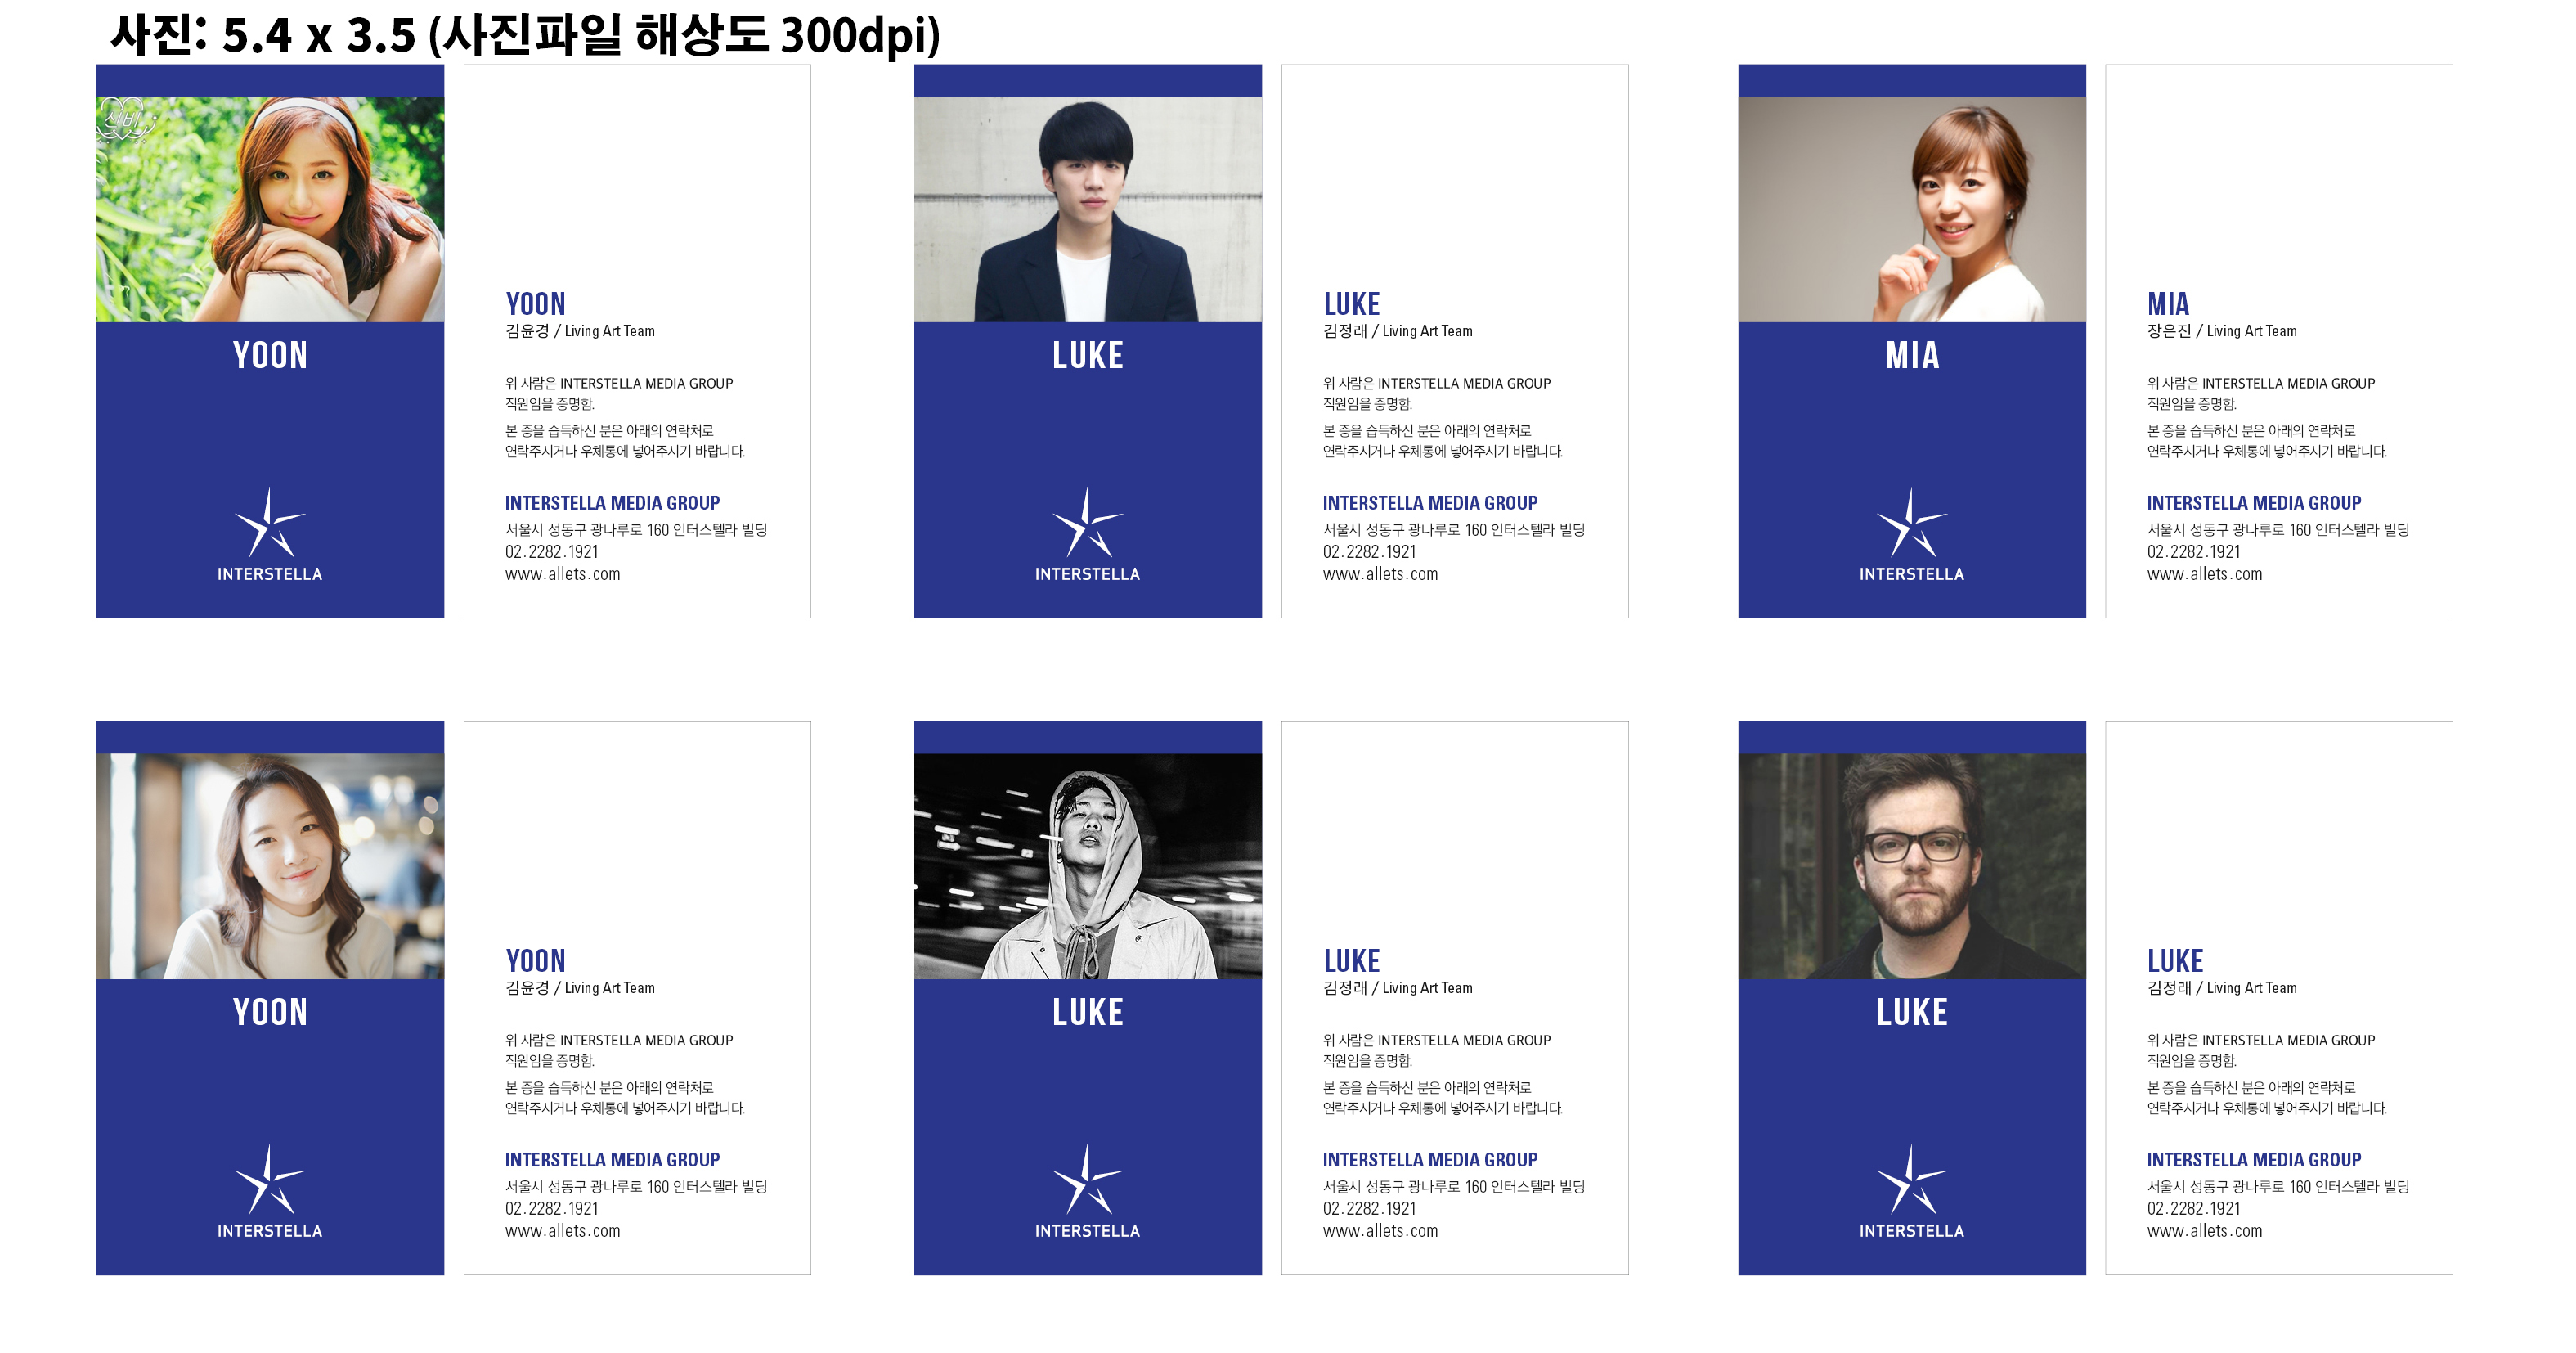 사진: 5.4 x 3.5 (사진파일 해상도 300dpi)
신비
YOON
INTERSTELLA
YOON
김윤경 / Living Art Team
위 사람은 INTERSTELLA MEDIA GROUP
직원임을 증명함.
본 증을 습득하신 분은 아래의 연락처로
연락주시거나 우체통에 넣어주시기 바랍니다.
INTERSTELLA MEDIA GROUP
서울시 성동구 광나루로 160 인터스텔라 빌딩
02.2282.1921
www.allets.com
LUKE
INTERSTELLA
LUKE
김정래 / Living Art Team
위 사람은 INTERSTELLA MEDIA GROUP
직원임을 증명함.
본 증을 습득하신 분은 아래의 연락처로
연락주시거나 우체통에 넣어주시기 바랍니다.
INTERSTELLA MEDIA GROUP
서울시 성동구 광나루로 160 인터스텔라 빌딩
02.2282.1921
www.allets.com
MIA
INTERSTELLA
MIA
장은진 / Living Art Team
위 사람은 INTERSTELLA MEDIA GROUP
직원임을 증명함.
본 증을 습득하신 분은 아래의 연락처로
연락주시거나 우체통에 넣어주시기 바랍니다.
INTERSTELLA MEDIA GROUP
서울시 성동구 광나루로 160 인터스텔라 빌딩
02.2282.1921
www.allets.com
YOON
INTERSTELLA
YOON
김윤경 / Living Art Team
위 사람은 INTERSTELLA MEDIA GROUP
직원임을 증명함.
본 증을 습득하신 분은 아래의 연락처로
연락주시거나 우체통에 넣어주시기 바랍니다.
INTERSTELLA MEDIA GROUP
서울시 성동구 광나루로 160 인터스텔라 빌딩
02.2282.1921
www.allets.com
LUKE
INTERSTELLA
LUKE
김정래 / Living Art Team
위 사람은 INTERSTELLA MEDIA GROUP
직원임을 증명함.
본 증을 습득하신 분은 아래의 연락처로
연락주시거나 우체통에 넣어주시기 바랍니다.
INTERSTELLA MEDIA GROUP
서울시 성동구 광나루로 160 인터스텔라 빌딩
02.2282.1921
www.allets.com
LUKE
INTERSTELLA
LUKE
김정래 / Living Art Team
위 사람은 INTERSTELLA MEDIA GROUP
직원임을 증명함.
본 증을 습득하신 분은 아래의 연락처로
연락주시거나 우체통에 넣어주시기 바랍니다.
INTERSTELLA MEDIA GROUP
서울시 성동구 광나루로 160 인터스텔라 빌딩
02.2282.1921
www.allets.com